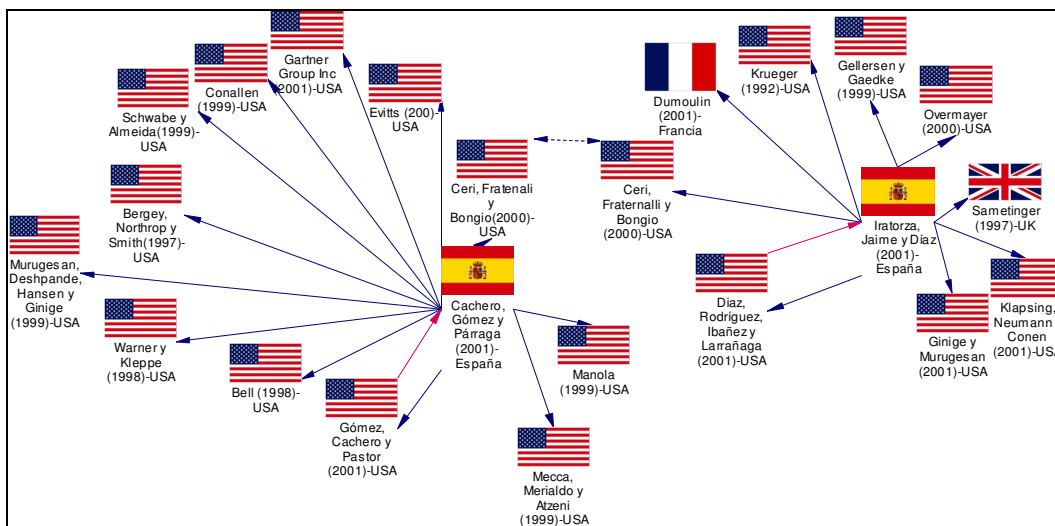 Schwabe y
Almeida(1999)-
USA
Conallen
(1999)-USA
Gartner
Group Inc
(2001)-USA
Evitts (200)-
USA
Ceri, Fratenali
y
Bongio(2000)-
USA
Bergey,
Northrop y
Smith(1997)-
USA
Murugesan,
Deshpande,
Hansen y
Ginige
(1999)-USA
Warner y
Kleppe
(1998)-USA
Bell (1998)-
USA
Gómez,
Cachero y
Pastor
(2001)-USA
Cachero,
Gómez y
Párraga
(2001)-
España
Manola
(1999)-USA
Mecca,
Merialdo y
Atzeni
(1999)-USA
Dumoulin
(2001)-
Francia
Krueger
(1992)-USA
Gellersen y
Gaedke
(1999)-USA
Overmayer
(2000)-USA
Ceri,
Fraternalli y
Bongio
(2000)-USA
Iratorza,
Jaime y Díaz
(2001)-
España
Sametinger
(1997)-UK
Diaz,
Rodríguez,
Ibañez y
Larrañaga
(2001)-USA
Ginige y
Murugesan
(2001)-USA
Klapsing,
Neumann
Conen
(2001)-USA